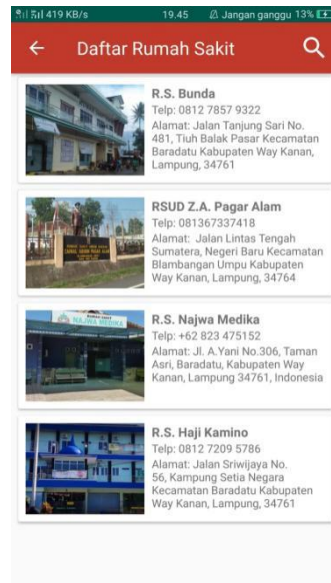 419 KB/s 19.45 Jangan ganggu 13%
Daftar Rumah Sakit
R.S. Bunda
Telp: 0812 7857 9322
Alamat: Jalan Tanjung Sari No.
481, Tiuh Balak Pasar Kecamatan
Baradatu Kabupaten Way Kanan,
Lampung, 34761
RSUD Z.A. Pagar Alam
Telp: 081367337418
Alamat: Jalan Lintas Tengah
Sumatera, Negeri Baru Kecamatan
Blambangan Umpu Kabupaten
Way Kanan, Lampung, 34764
NAJWA MEDIKA
R.S. Najwa Medika
Telp: +62 823 475152
Alamat: Jl. A.Yani No.306, Taman
Asri, Baradatu, Kabupaten Way
Kanan, Lampung 34761, Indonesia
R.S. Haji Kamino
Telp: 0812 7209 5786
Alamat: Jalan Sriwijaya No.
56, Kampung Setia Negara
Kecamatan Baradatu Kabupaten
Way Kanan, Lampung, 34761